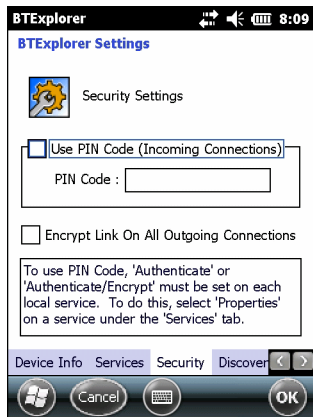 BTExplorer 8:09
BTExplorer Settings
Security Settings
Use PIN Code (Incoming Connections)
PIN Code :
Encrypt Link On All Outgoing Connections
To use PIN Code, 'Authenticate' or
'Authenticate/Encrypt' must be set on each
local service. To do this, select 'Properties'
on a service under the 'Services' tab.
Device Info Services Security Discover
Cancel OK